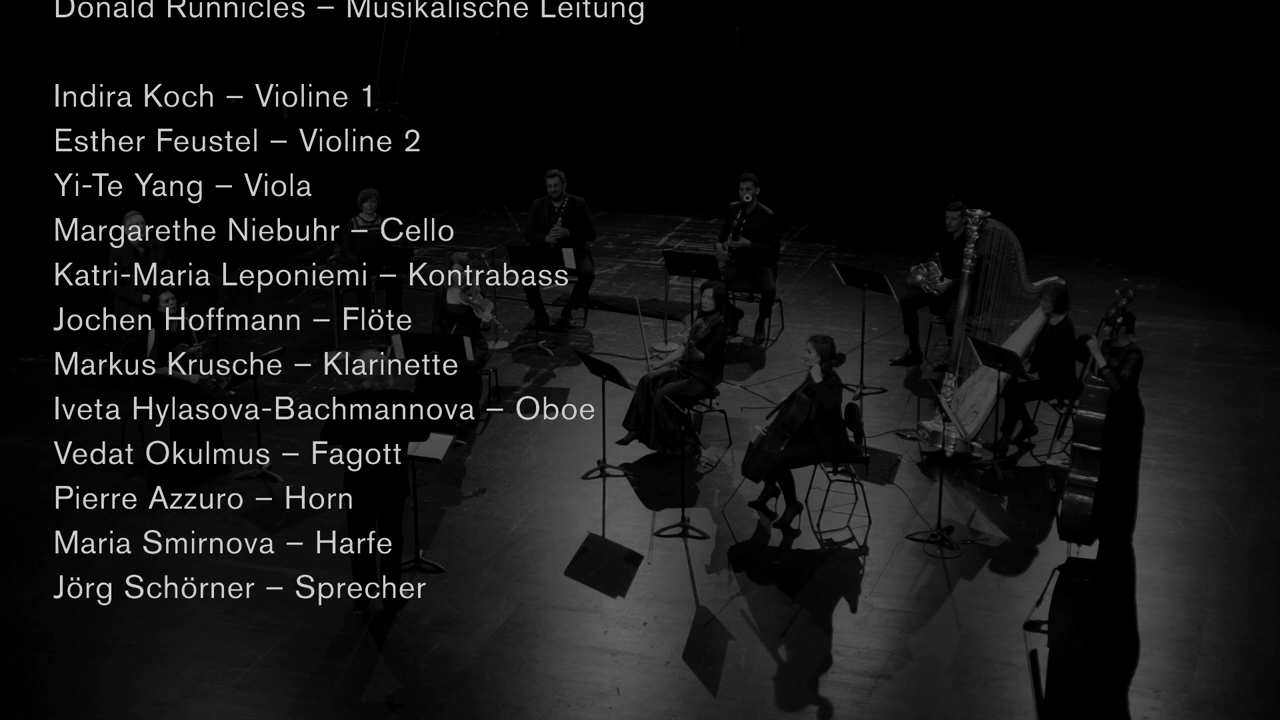 Donald Runnicles – Musikalische Leitung
Indira Koch – Violine 1
Esther Feustel – Violine 2
Yi-Te Yang – Viola
Margarethe Niebuhr – Cello
Katri-Maria Leponiemi – Kontrabass
Jochen Hoffmann – Flöte
Markus Krusche – Klarinette
Iveta Hylasova-Bachmannova – Oboe
Vedat Okulmus – Fagott
Pierre Azzuro – Horn
Maria Smirnova – Harfe
Jörg Schörner – Sprecher